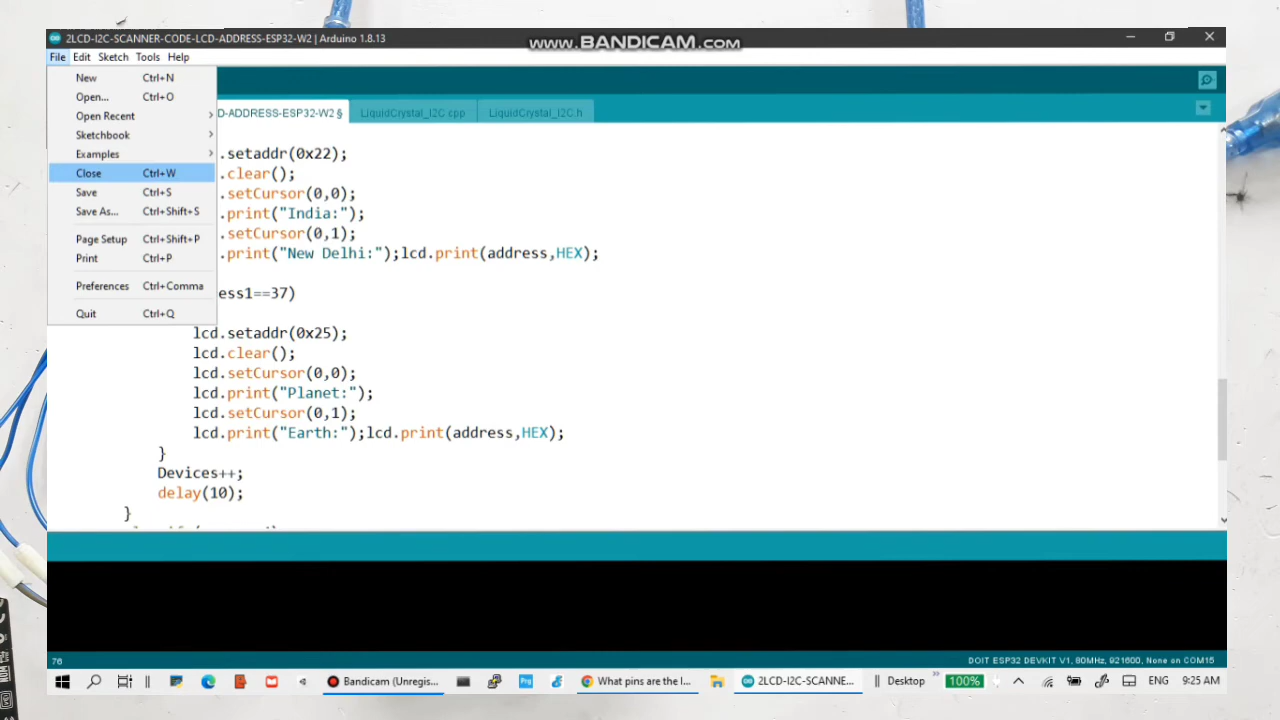 2LCD-I2C-SCANNER-CODE-LCD-ADDRESS-ESP32-W2 | Arduino 1.8.13
www.BANDICAM.com
File Edit Sketch Tools Help
New Ctrl+N
Open... Ctrl+O
Open Recent
Sketchbook
Examples
Close Ctrl+W
Save Ctrl+S
Save As... Ctrl+Shift+S
Page Setup Ctrl+Shift+P
Print Ctrl+P
Preferences Ctrl+Comma
Quit Ctrl+Q
D-ADDRESS-ESP32-W2 § LiquidCrystal_I2C.cpp LiquidCrystal_I2C.h
.setaddr(0x22);
.clear();
.setCursor(0,0);
.print("India:");
.setCursor(0,1);
.print("New Delhi:");lcd.print(address,HEX);
ess1==37)
lcd.setaddr(0x25);
lcd.clear();
lcd.setCursor(0,0);
lcd.print("Planet:");
lcd.setCursor(0,1);
lcd.print("Earth:");lcd.print(address,HEX);
}
Devices++;
delay(10);
}
76
DOIT ESP32 DEVKIT V1, 80MHz, 921600, None on COM15
Bandicam (Unregis... What pins are the I... 2LCD-I2C-SCANNE... Desktop 100% ENG 9:25 AM